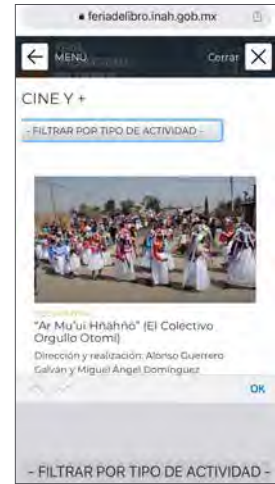 feriadelibro.inah.gob.mx
MENÚ
Cerrar
CINE Y +
- FILTRAR POR TIPO DE ACTIVIDAD -
"Ar Mu'ui Hñahño" (El Colectivo
Orgullo Otomí)
Dirección y realización: Alonso Guerrero
Galván y Miguel Ángel Domínguez
OK
- FILTRAR POR TIPO DE ACTIVIDAD -